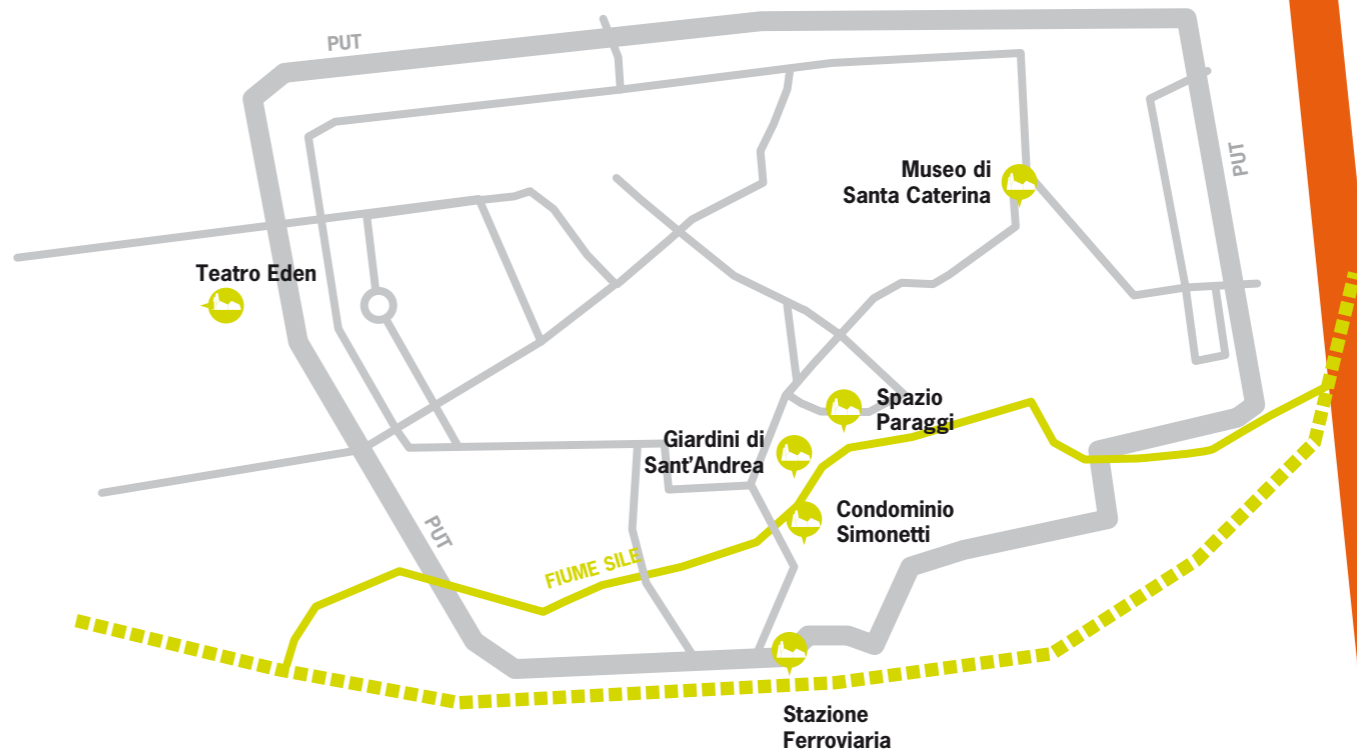 PUT
PUT
Museo di
Santa Caterina
Teatro Eden
Spazio
Paraggi
Giardini di
Sant'Andrea
Condominio
Simonetti
PUT
FIUME SILE
Stazione
Ferroviaria